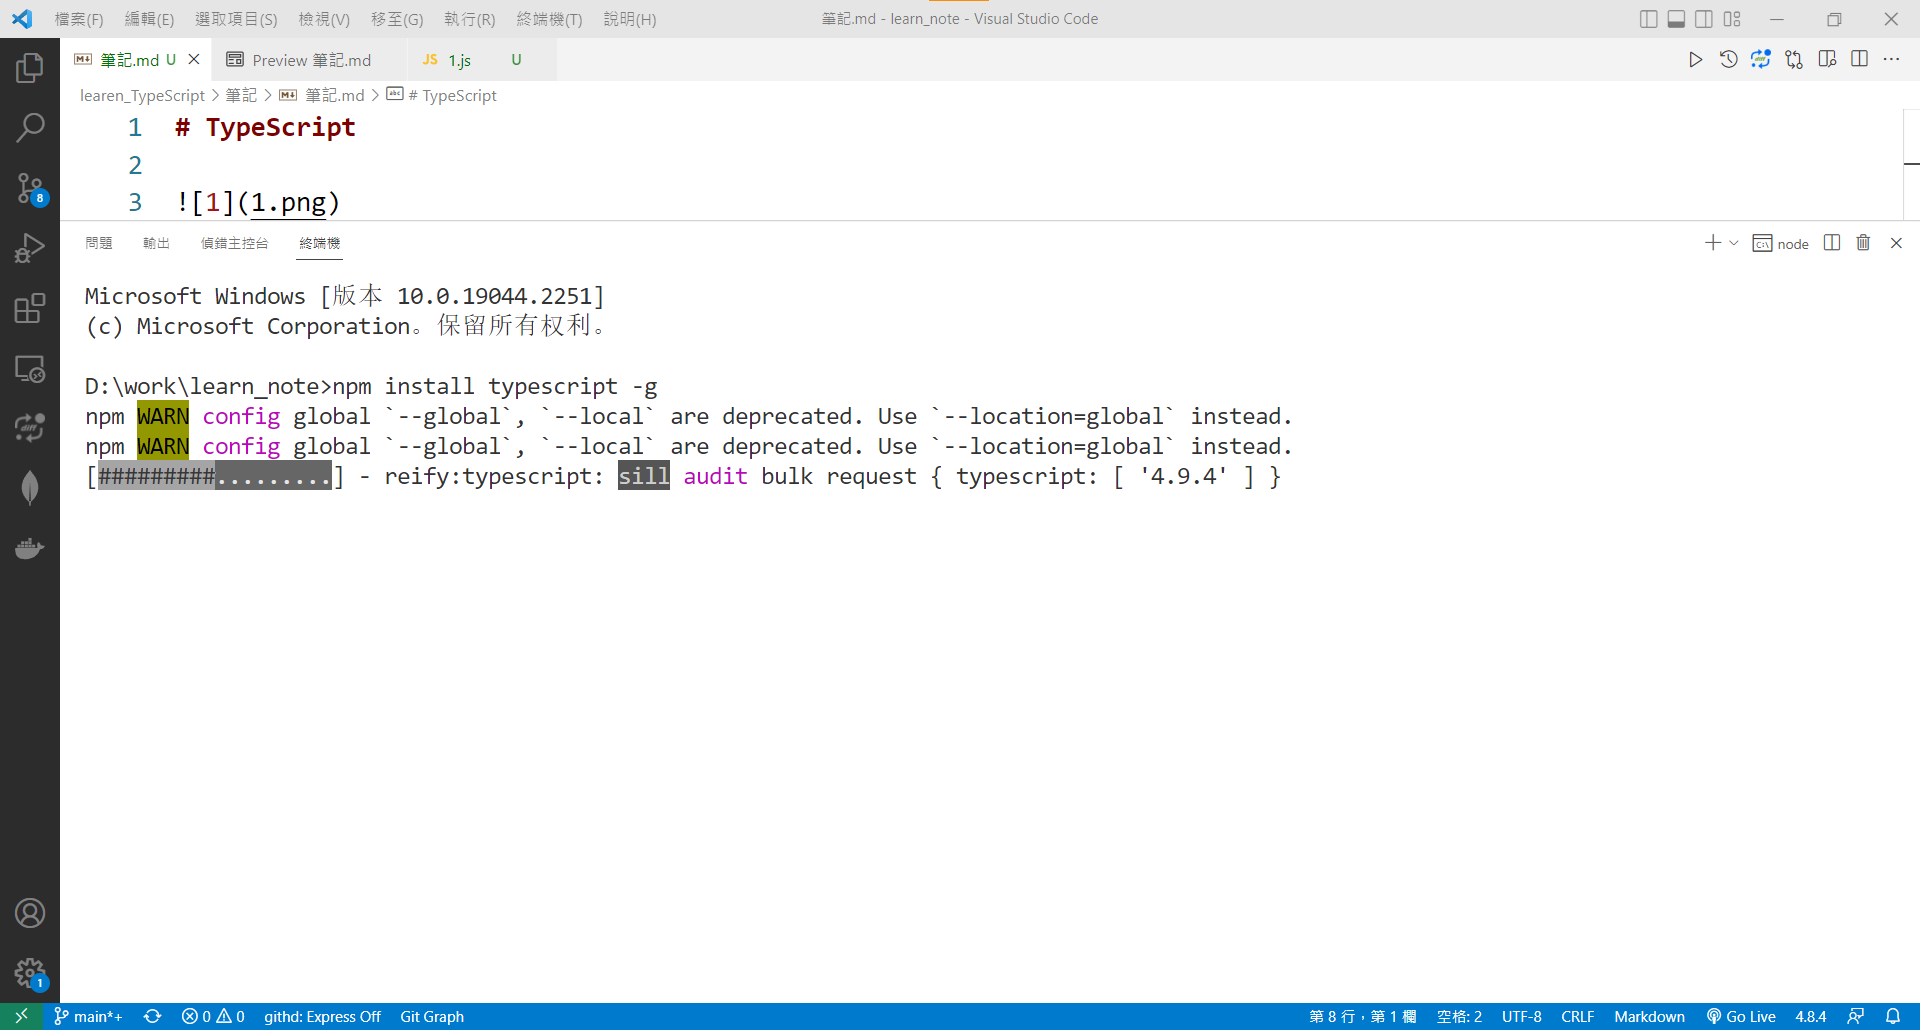 檔案(F) 編輯(E) 選取項目(S) 檢視(V) 移至(G) 執行(R) 終端機(T) 說明(H) 筆記.md - learn_note - Visual Studio Code
筆記.md U Preview 筆記.md JS 1.js U
learen_TypeScript > 筆記 > 筆記.md > # TypeScript
1 # TypeScript
2
3 ![1](1.png)
問題 輸出 偵錯主控台 終端機 node
Microsoft Windows [版本 10.0.19044.2251]
(c) Microsoft Corporation。保留所有权利。
D:\work\learn_note>npm install typescript -g
npm WARN config global `--global`, `--local` are deprecated. Use `--location=global` instead.
npm WARN config global `--global`, `--local` are deprecated. Use `--location=global` instead.
[#########.........] - reify:typescript: sill audit bulk request { typescript: [ '4.9.4' ] }
8
diff
1
main*+ 0 0 githd: Express Off Git Graph 第 8 行，第 1 欄 空格: 2 UTF-8 CRLF Markdown Go Live 4.8.4